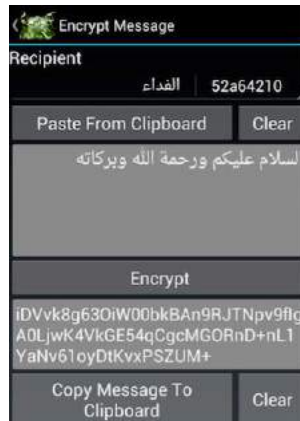 Encrypt Message
Recipient
الفداء 52a64210
Paste From Clipboard Clear
السلام عليكم ورحمة الله وبركاته
Encrypt
iDVvk8g63OiW00bkBAn9RJTNpv9flg
A0LjwK4VkGE54qCgcMGORnD+nL1
YaNv61oyDtKvxPSZUM+
Copy Message To
Clipboard Clear